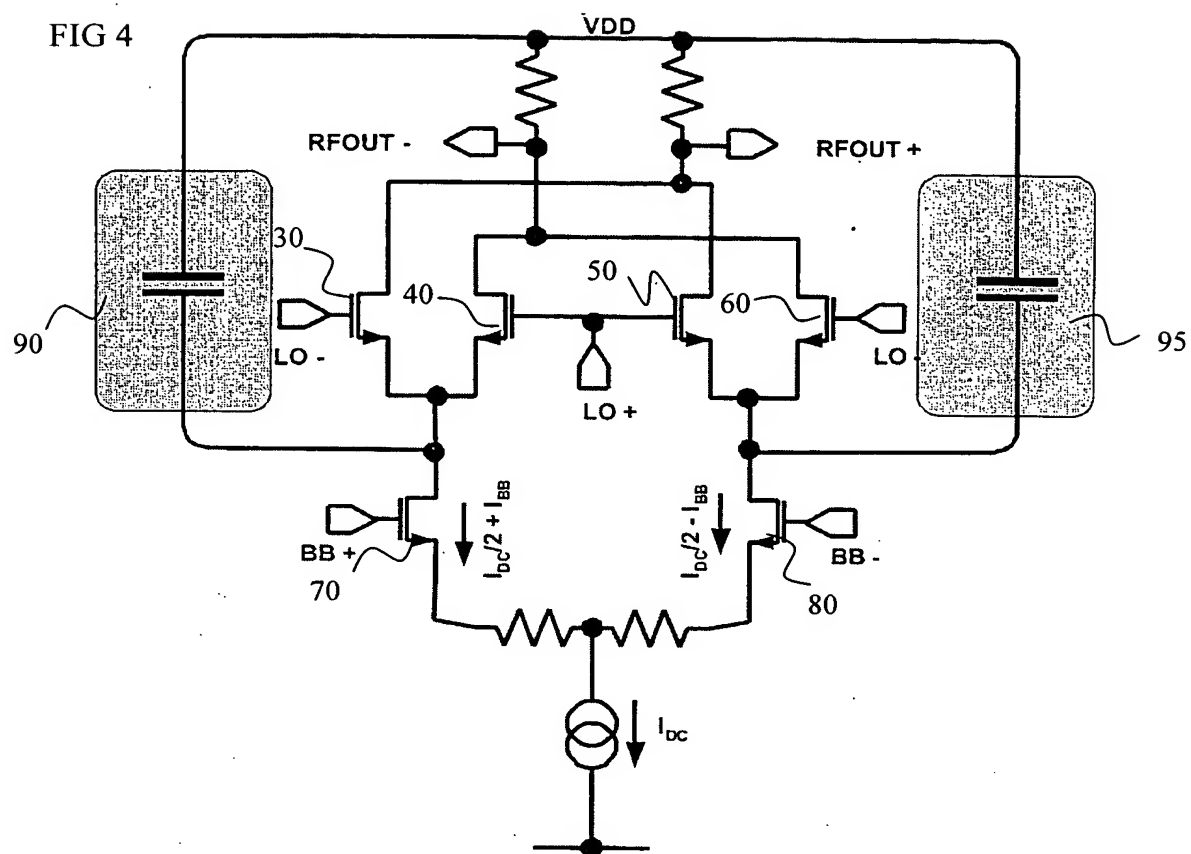 FIG 4
VDD
RFOUT -
RFOUT +
30
40
50
60
90
95
LO -
LO +
LO -
BB +
70
I_DC/2 + I_BB
I_DC/2 - I_BB
BB -
80
I_DC